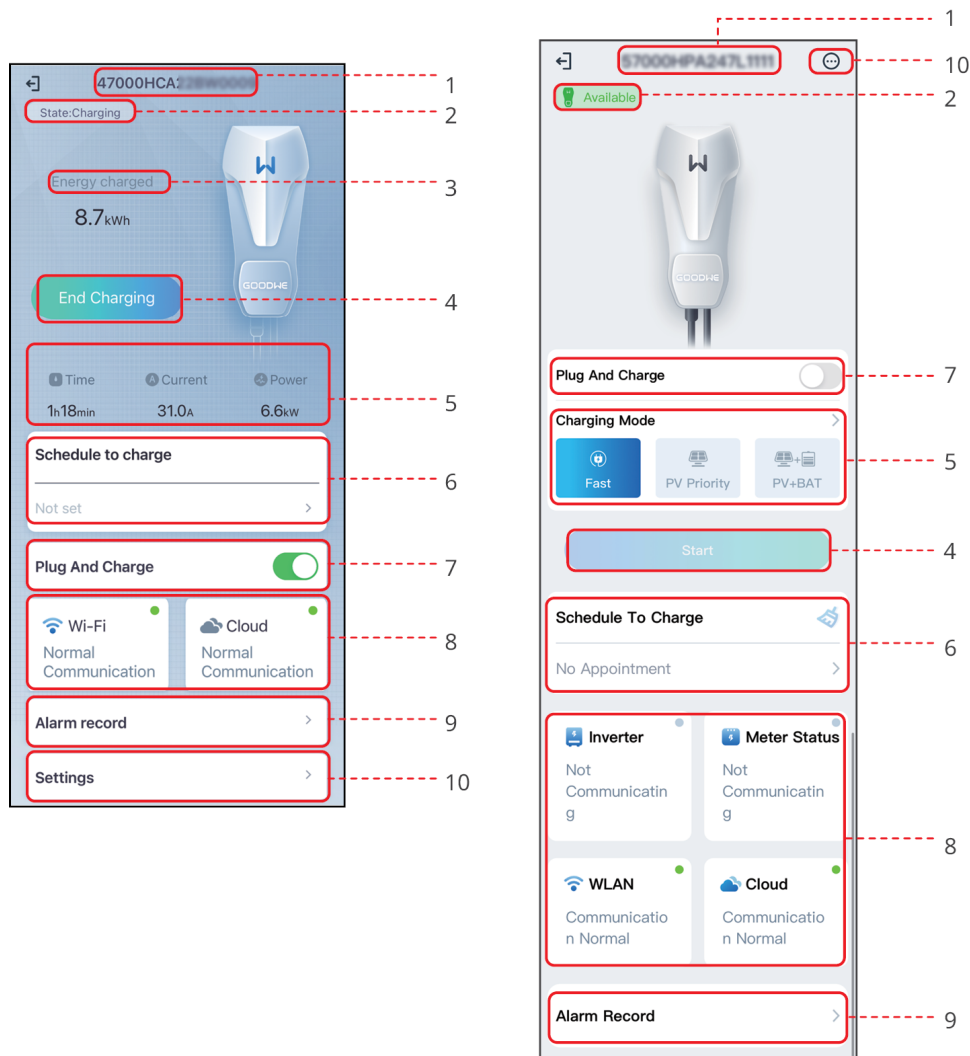 47000HCA
1
State:Charging
2
Energy charged
3
8.7kWh
GOODWE
End Charging
4
Time
Current
Power
1h18min
31.0A
6.6kW
5
Schedule to charge
Not set
6
Plug And Charge
7
Wi-Fi
Normal
Communication
Cloud
Normal
Communication
8
Alarm record
9
Settings
10
1
57000HPA247L1111
10
Available
2
GOODWE
Plug And Charge
7
Charging Mode
Fast
PV Priority
PV+BAT
5
Start
4
Schedule To Charge
No Appointment
6
Inverter
Not
Communicatin
g
Meter Status
Not
Communicatin
g
8
WLAN
Communicatio
n Normal
Cloud
Communicatio
n Normal
Alarm Record
9